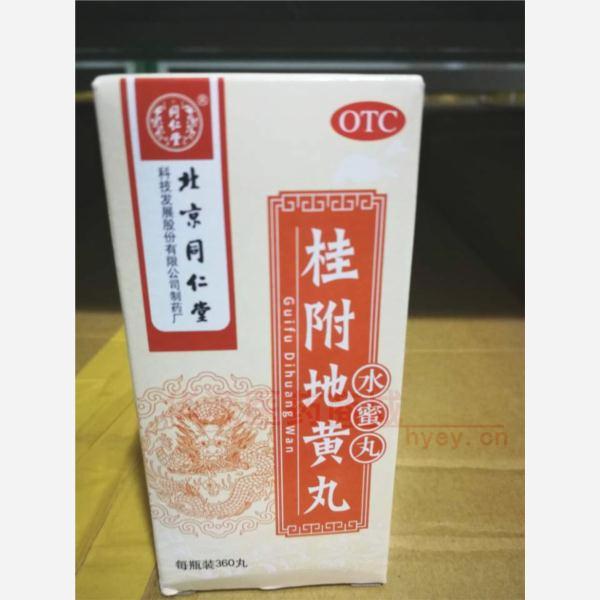 同仁堂
®
OTC
北京同仁堂
科技发展股份有限公司制药厂
桂附地黄丸
Guifu Dihuang Wan
水蜜丸
hyey.cn
每瓶装360丸